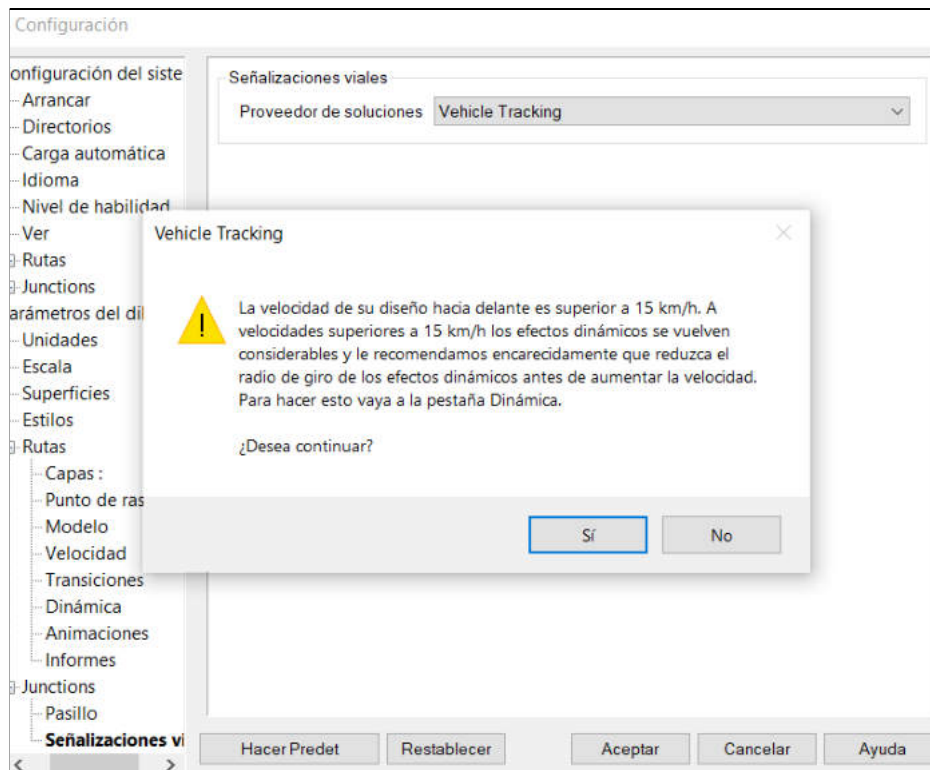 Configuración
onfiguración del siste
Arrancar
Directorios
Carga automática
Idioma
Nivel de habilidad
Ver
Rutas
Junctions
arámetros del dil
Unidades
Escala
Superficies
Estilos
Rutas
Capas :
Punto de ras
Modelo
Velocidad
Transiciones
Dinámica
Animaciones
Informes
Junctions
Pasillo
Señalizaciones vi
Señalizaciones viales
Proveedor de soluciones Vehicle Tracking
Vehicle Tracking
La velocidad de su diseño hacia delante es superior a 15 km/h. A
velocidades superiores a 15 km/h los efectos dinámicos se vuelven
considerables y le recomendamos encarecidamente que reduzca el
radio de giro de los efectos dinámicos antes de aumentar la velocidad.
Para hacer esto vaya a la pestaña Dinámica.
¿Desea continuar?
Sí No
Hacer Predet Restablecer Aceptar Cancelar Ayuda